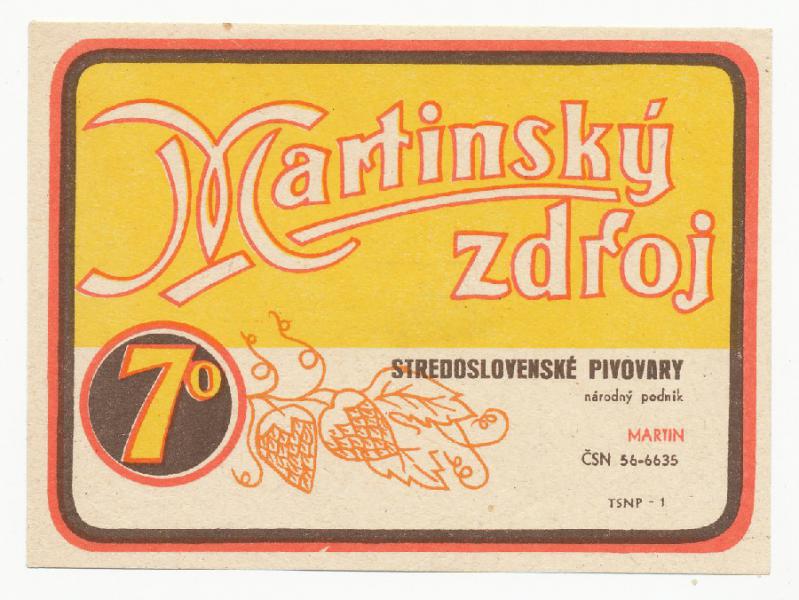 Martinský
zdroj
7°
STREDOSLOVENSKÉ PIVOVARY
národný podnik
MARTIN
ČSN 56-6635
TSNP - 1